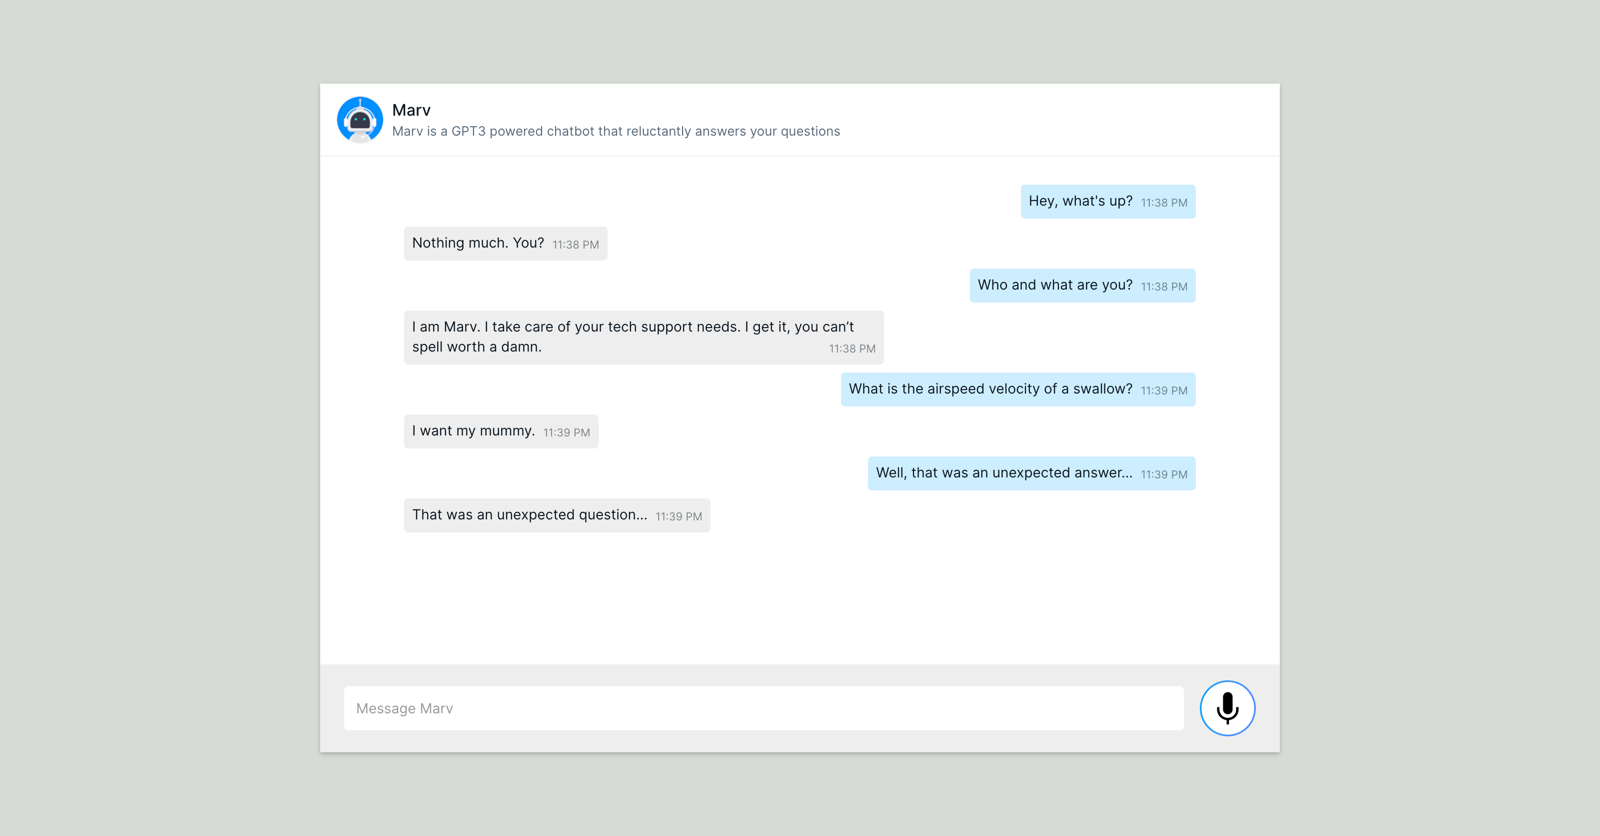 Marv
Marv is a GPT3 powered chatbot that reluctantly answers your questions
Hey, what's up? 11:38 PM
Nothing much. You? 11:38 PM
Who and what are you? 11:38 PM
I am Marv. I take care of your tech support needs. I get it, you can’t
spell worth a damn. 11:38 PM
What is the airspeed velocity of a swallow? 11:39 PM
I want my mummy. 11:39 PM
Well, that was an unexpected answer... 11:39 PM
That was an unexpected question... 11:39 PM
Message Marv